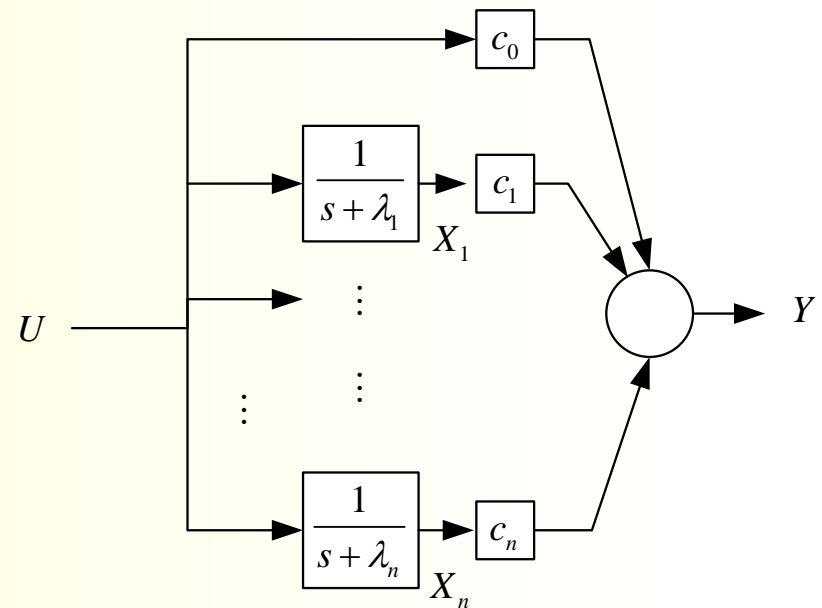 c₀
1
s + λ₁
X₁
c₁
⋮
U
Y
⋮
⋮
1
s + λₙ
Xₙ
cₙ